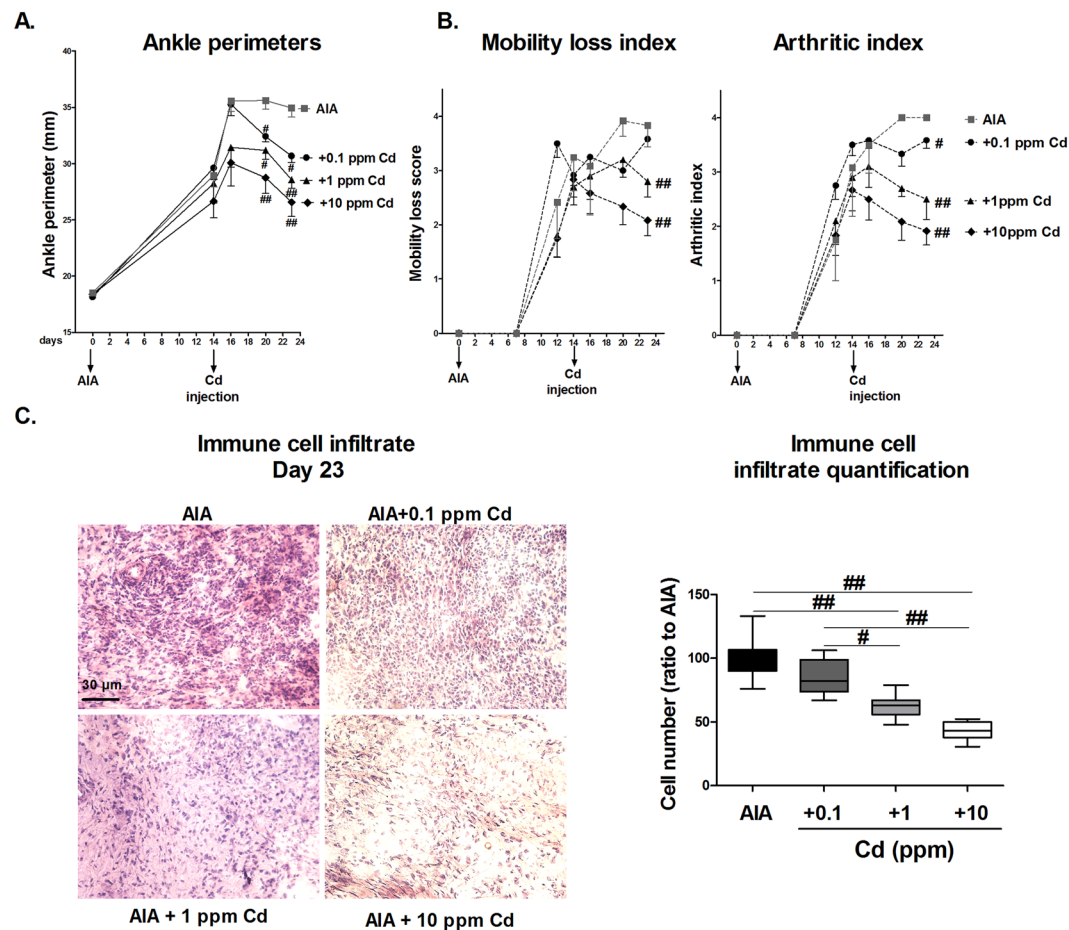 A.
Ankle perimeters
Ankle perimeter (mm)
35
30
25
20
15
days 0 2 4 6 8 10 12 14 16 18 20 22 24
AIA
Cd
injection
AIA
+0.1 ppm Cd
+1 ppm Cd
+10 ppm Cd
# # # ## ## ##
B.
Mobility loss index
Mobility loss score
4
3
2
1
0
0 2 4 6 8 10 12 14 16 18 20 22 24
AIA
Cd
injection
##
##
Arthritic index
Arthritic index
4
3
2
1
0
0 2 4 6 8 10 12 14 16 18 20 22 24
AIA
Cd
injection
#
##
##
AIA
+0.1 ppm Cd
+1ppm Cd
+10ppm Cd
C.
Immune cell infiltrate
Day 23
AIA
AIA+0.1 ppm Cd
30 µm
AIA + 1 ppm Cd
AIA + 10 ppm Cd
Immune cell
infiltrate quantification
Cell number (ratio to AIA)
150
100
50
0
##
##
##
#
AIA +0.1 +1 +10
Cd (ppm)